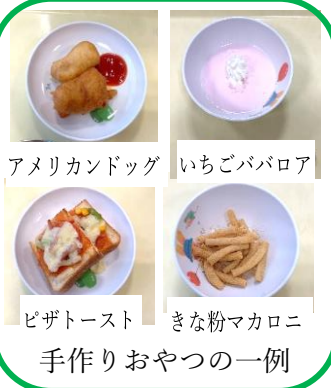 アメリカンドッグ
いちごババロア
ピザトースト
きな粉マカロニ
手作りおやつの一例